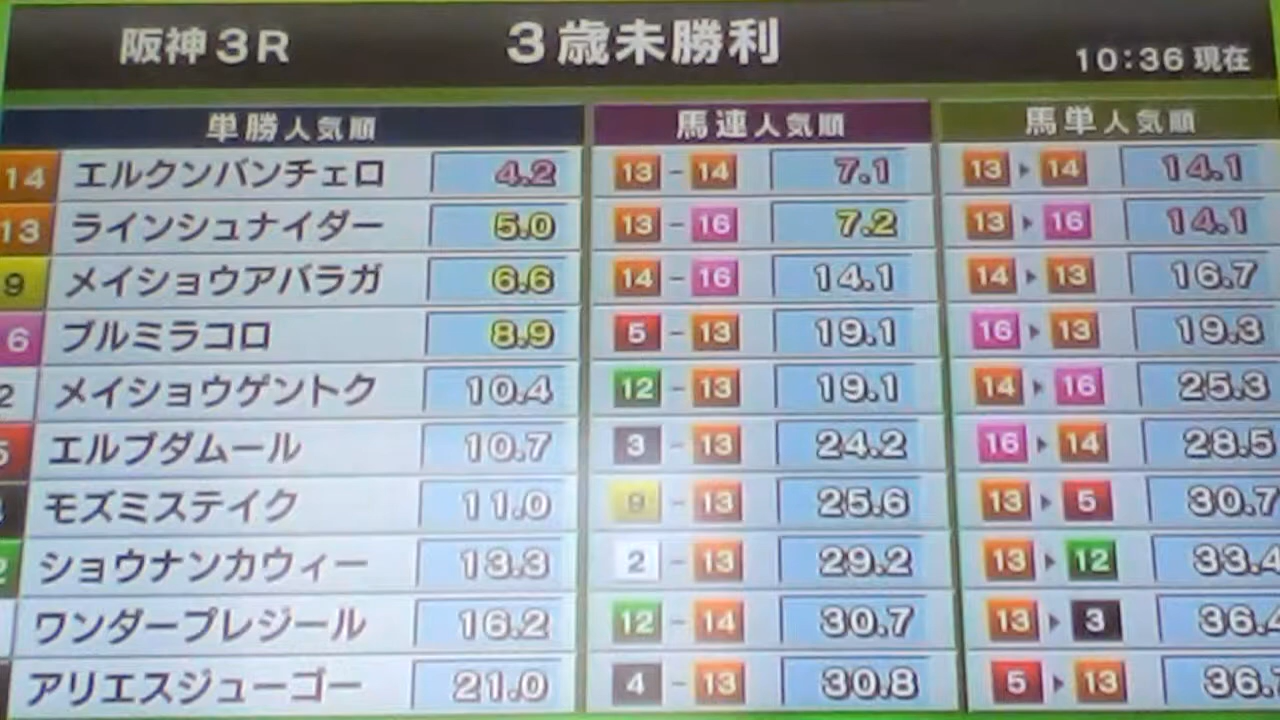 阪神3R 3歳未勝利 10:36現在
単勝人気順 馬連人気順 馬単人気順
14 エルクンバンチェロ 4.2 13-14 7.1 13▶14 14.1
13 ラインシュナイダー 5.0 13-16 7.2 13▶16 14.1
9 メイショウアバラガ 6.6 14-16 14.1 14▶13 16.7
6 ブルミラコロ 8.9 5-13 19.1 16▶13 19.3
2 メイショウゲントク 10.4 12-13 19.1 14▶16 25.3
5 エルブダムール 10.7 3-13 24.2 16▶14 28.5
モズミステイク 11.0 9-13 25.6 13▶5 30.7
2 ショウナンカウィー 13.3 2-13 29.2 13▶12 33.4
ワンダープレジール 16.2 12-14 30.7 13▶3 36.4
アリエスジューゴー 21.0 4-13 30.8 5▶13 36.